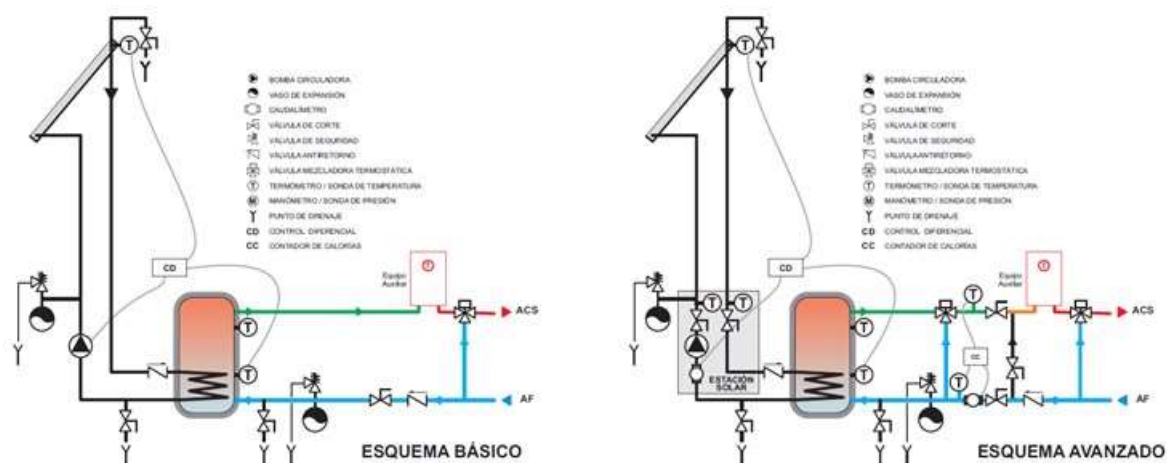 T
BOMBA CIRCULADORA
VASO DE EXPANSIÓN
CAUDALÍMETRO
VÁLVULA DE CORTE
VÁLVULA DE SEGURIDAD
VÁLVULA ANTIRETORNO
VÁLVULA MEZCLADORA TERMOSTÁTICA
T TERMÓMETRO / SONDA DE TEMPERATURA
M MANÓMETRO / SONDA DE PRESIÓN
PUNTO DE DRENAJE
CD CONTROL DIFERENCIAL
CC CONTADOR DE CALORÍAS
CD
Equipo
Auxiliar
T
ACS
T
T
AF
ESQUEMA BÁSICO
T
BOMBA CIRCULADORA
VASO DE EXPANSIÓN
CAUDALÍMETRO
VÁLVULA DE CORTE
VÁLVULA DE SEGURIDAD
VÁLVULA ANTIRETORNO
VÁLVULA MEZCLADORA TERMOSTÁTICA
T TERMÓMETRO / SONDA DE TEMPERATURA
M MANÓMETRO / SONDA DE PRESIÓN
PUNTO DE DRENAJE
CD CONTROL DIFERENCIAL
CC CONTADOR DE CALORÍAS
CD
Equipo
Auxiliar
T
T
T
T
ACS
T
CC
T
T
ESTACIÓN
SOLAR
AF
ESQUEMA AVANZADO